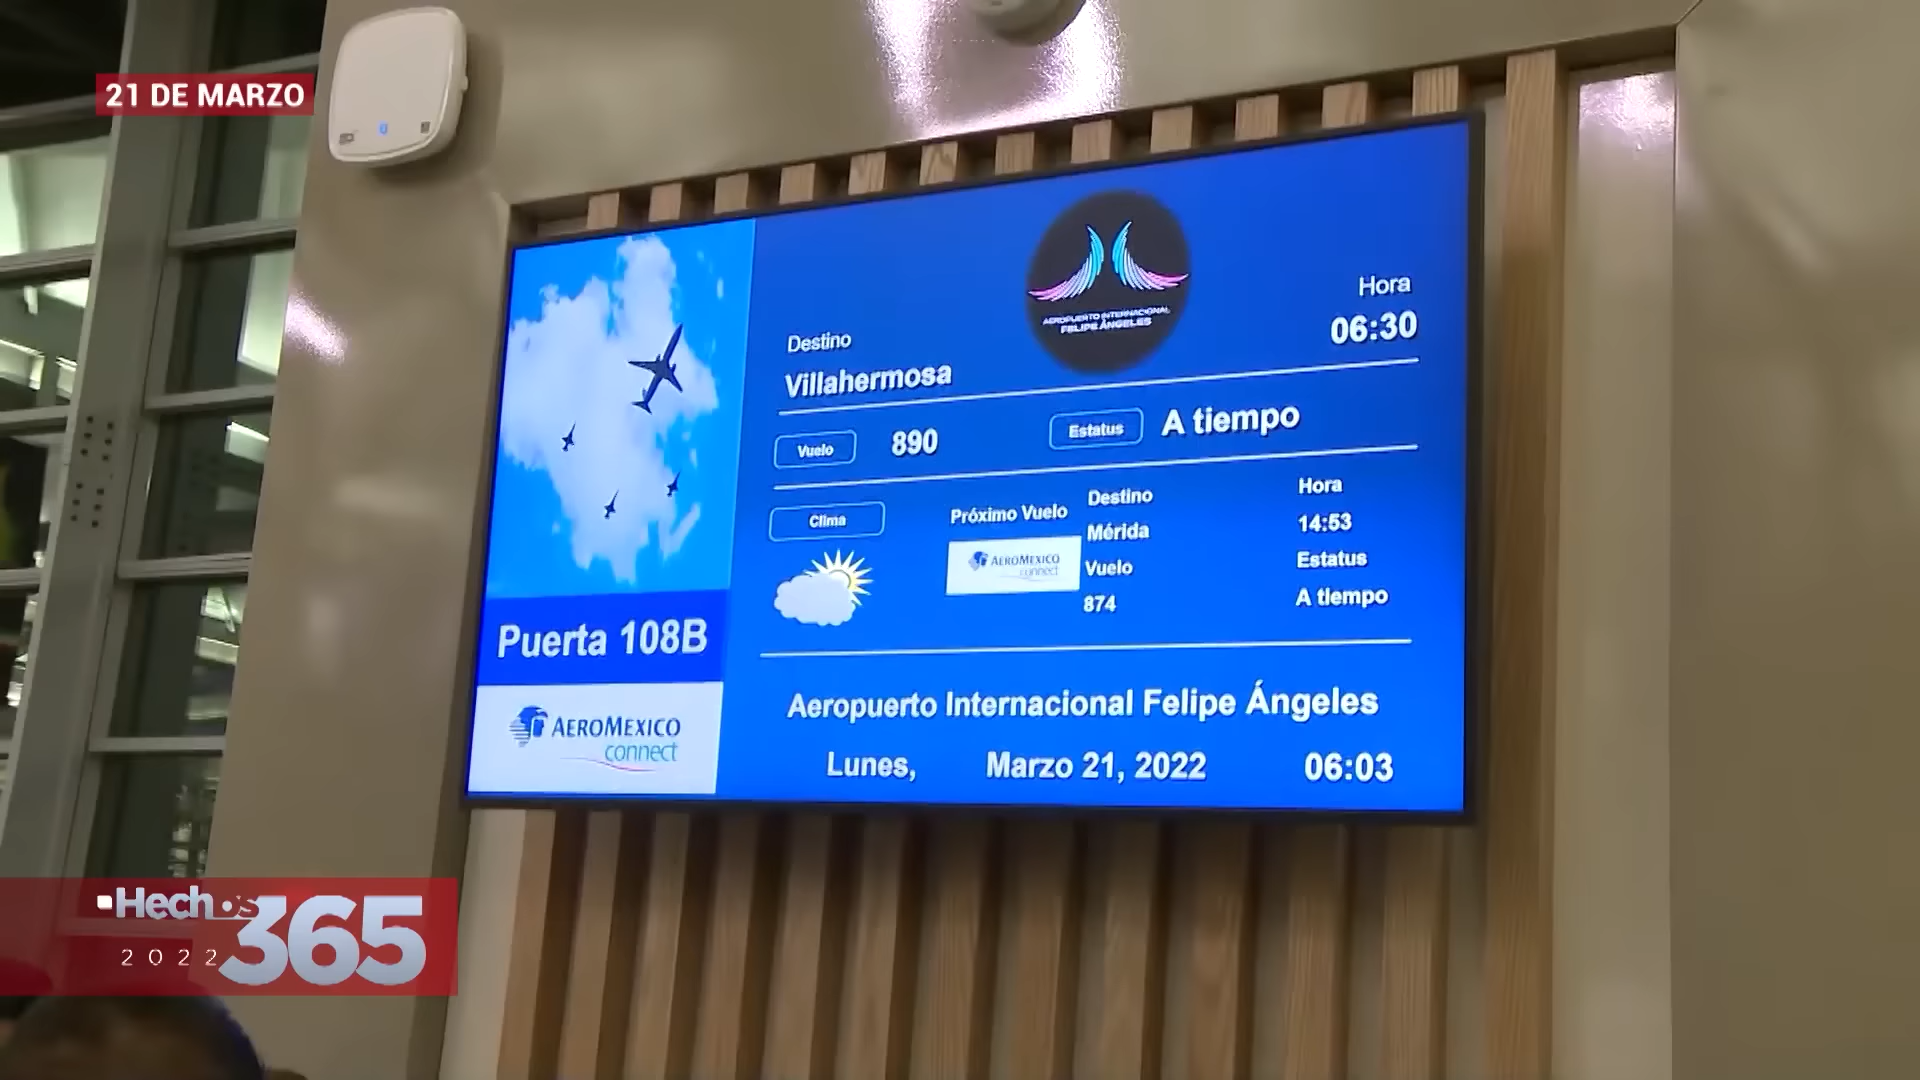 21 DE MARZO
AEROPUERTO INTERNACIONAL
FELIPE ÁNGELES
Hora
06:30
Destino
Villahermosa
Vuelo
890
Estatus
A tiempo
Clima
Próximo Vuelo
AEROMEXICO
connect
Destino
Mérida
Vuelo
874
Hora
14:53
Estatus
A tiempo
Puerta 108B
AEROMEXICO
connect
Aeropuerto Internacional Felipe Ángeles
Lunes, Marzo 21, 2022 06:03
Hechos
2022
365